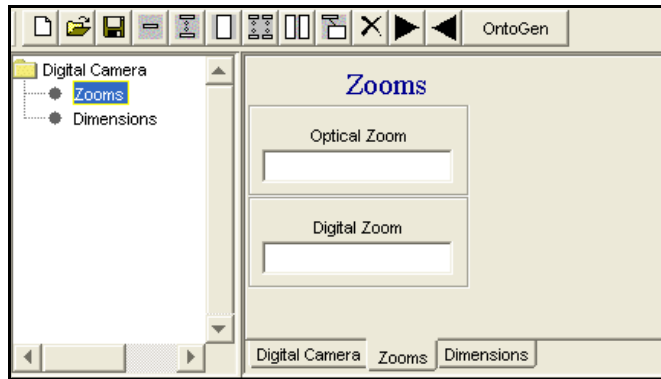 OntoGen
Digital Camera
Zooms
Dimensions
Zooms
Optical Zoom
Digital Zoom
Digital Camera Zooms Dimensions